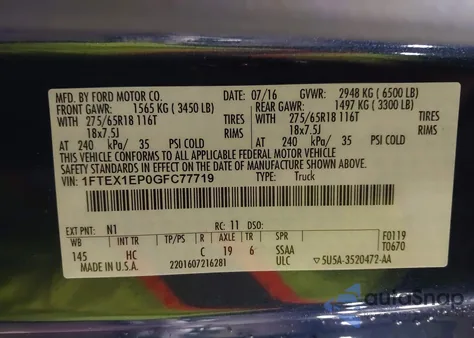 MFD. BY FORD MOTOR CO. DATE: 07/16 GVWR: 2948 KG ( 6500 LB)
FRONT GAWR: 1565 KG ( 3450 LB) REAR GAWR: 1497 KG ( 3300 LB)
WITH 275/65R18 116T TIRES WITH 275/65R18 116T TIRES
18x7.5J RIMS 18x7.5J RIMS
AT 240 kPa/ 35 PSI COLD AT 240 kPa/ 35 PSI COLD
THIS VEHICLE CONFORMS TO ALL APPLICABLE FEDERAL MOTOR VEHICLE
SAFETY STANDARDS IN EFFECT ON THE DATE OF MANUFACTURE SHOWN ABOVE.
VIN: 1FTEX1EP0GFC77719 TYPE: Truck
EXT PNT: N1 RC: 11 DSO: F0119
WB INT TR TP/PS R AXLE TR SPR T0670
145 HC C 19 6 SSAA
MADE IN U.S.A. 2201607216281 ULC 5U5A-3520472-AA
autoSnap